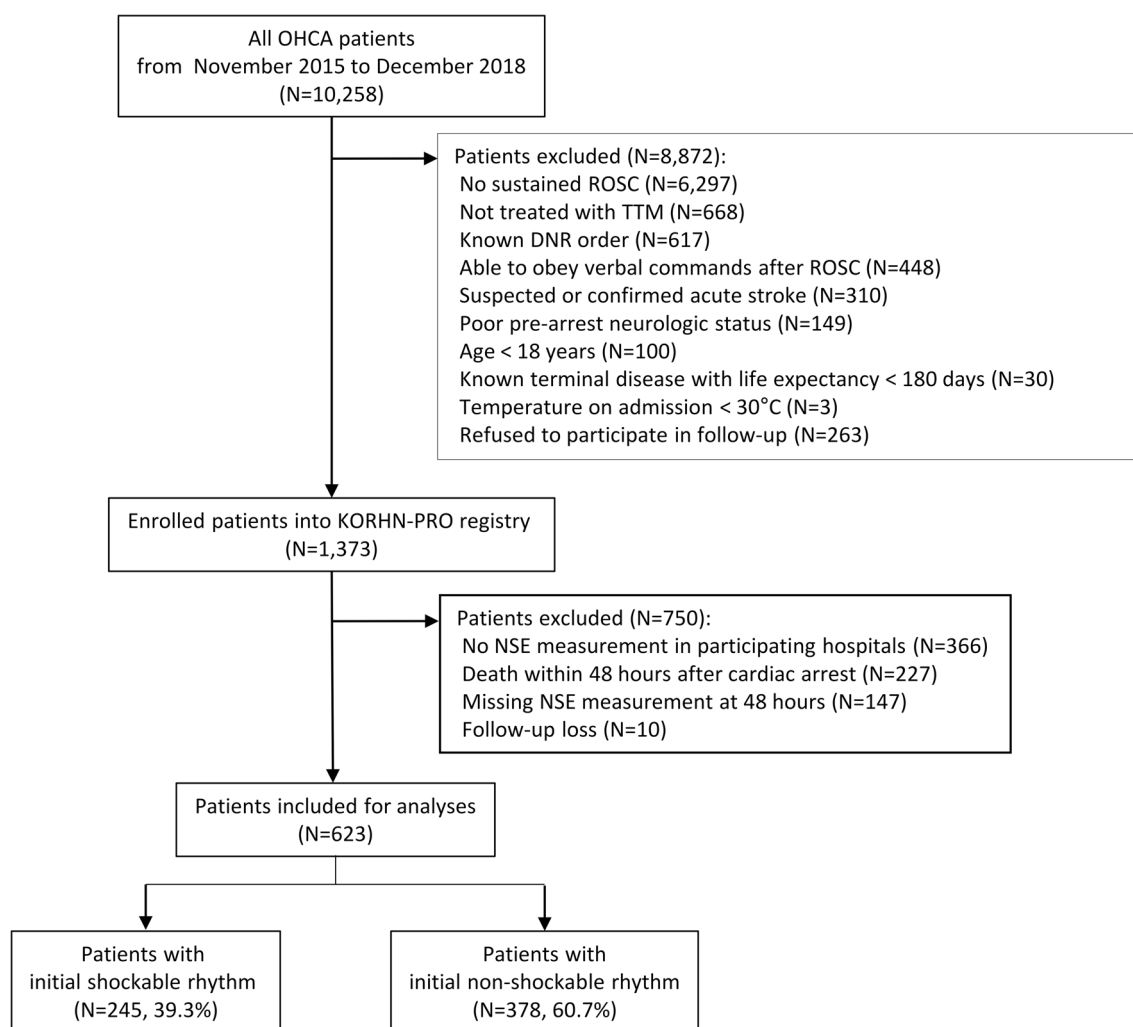 All OHCA patients
from November 2015 to December 2018
(N=10,258)
Patients excluded (N=8,872):
No sustained ROSC (N=6,297)
Not treated with TTM (N=668)
Known DNR order (N=617)
Able to obey verbal commands after ROSC (N=448)
Suspected or confirmed acute stroke (N=310)
Poor pre-arrest neurologic status (N=149)
Age < 18 years (N=100)
Known terminal disease with life expectancy < 180 days (N=30)
Temperature on admission < 30°C (N=3)
Refused to participate in follow-up (N=263)
Enrolled patients into KORHN-PRO registry
(N=1,373)
Patients excluded (N=750):
No NSE measurement in participating hospitals (N=366)
Death within 48 hours after cardiac arrest (N=227)
Missing NSE measurement at 48 hours (N=147)
Follow-up loss (N=10)
Patients included for analyses
(N=623)
Patients with
initial shockable rhythm
(N=245, 39.3%)
Patients with
initial non-shockable rhythm
(N=378, 60.7%)